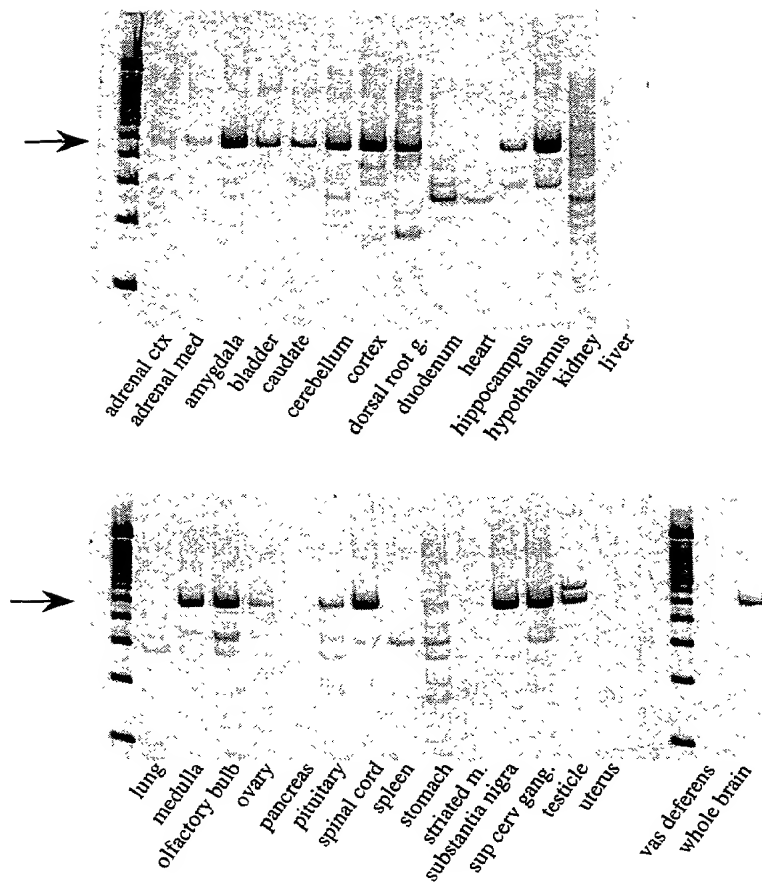 adrenal ctx
adrenal med
amygdala
bladder
caudate
cerebellum
cortex
dorsal root g.
duodenum
heart
hippocampus
hypothalamus
kidney
liver
lung
medulla
olfactory bulb
ovary
pancreas
pituitary
spinal cord
spleen
stomach
striated m.
substantia nigra
sup cerv gang.
testicle
uterus
vas deferens
whole brain